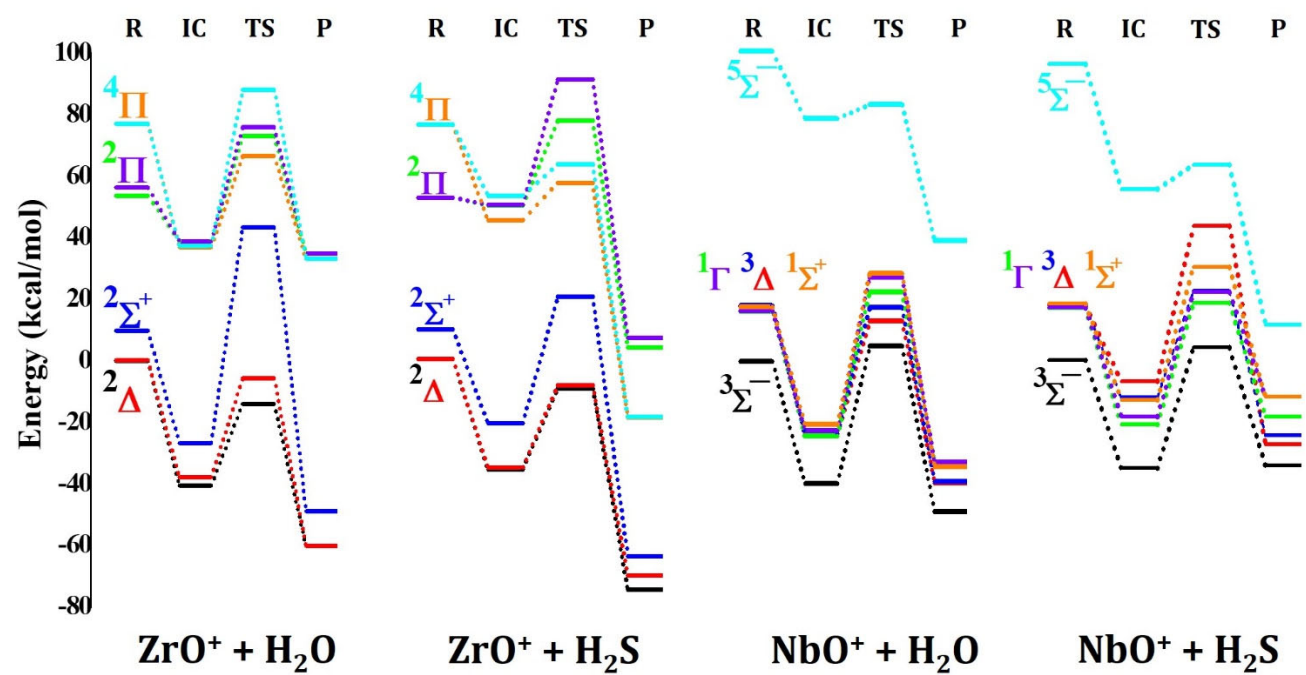 R IC TS P R IC TS P R IC TS P R IC TS P
Energy (kcal/mol)
100
80
60
40
20
0
-20
-40
-60
-80
⁴Π
²Π
²Σ⁺
²Δ
⁴Π
²Π
²Σ⁺
²Δ
⁵Σ⁻
¹Γ ³Δ ¹Σ⁺
³Σ⁻
⁵Σ⁻
¹Γ ³Δ ¹Σ⁺
³Σ⁻
ZrO⁺ + H₂O ZrO⁺ + H₂S NbO⁺ + H₂O NbO⁺ + H₂S